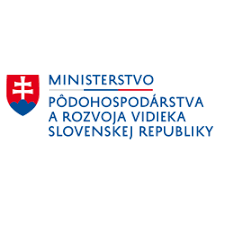 MINISTERSTVO
PÔDOHOSPODÁRSTVA
A ROZVOJA VIDIEKA
SLOVENSKEJ REPUBLIKY